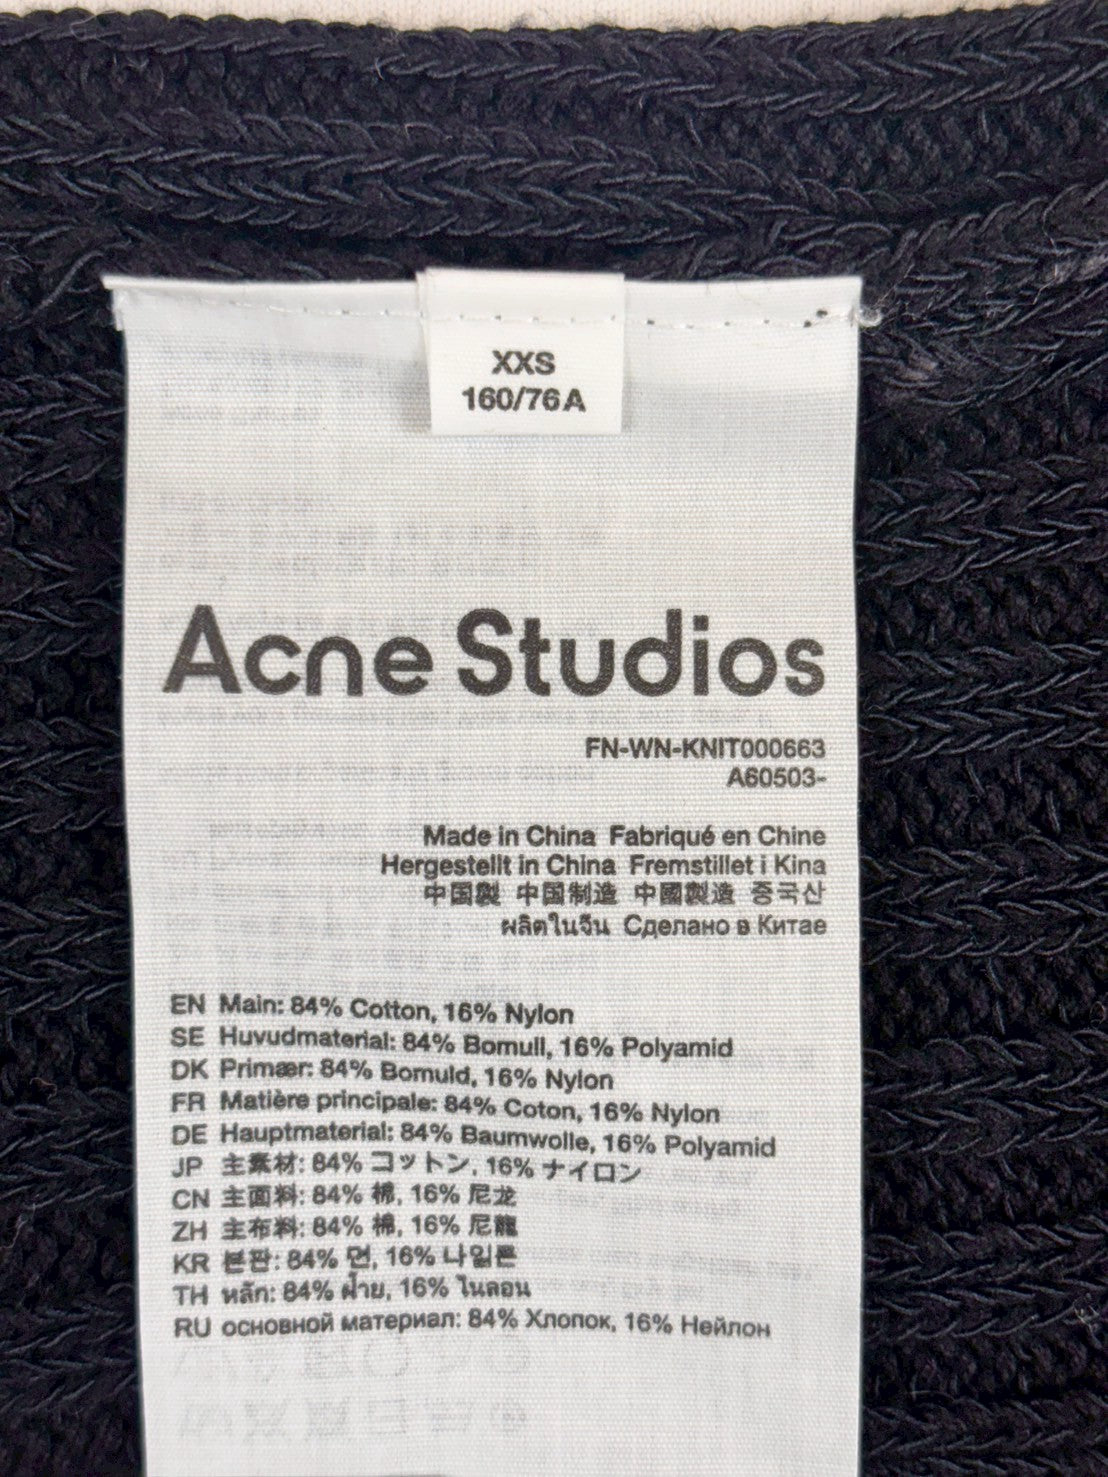 XXS
160/76A
Acne Studios
FN-WN-KNIT000663
A60503-
Made in China Fabriqué en Chine
Hergestellt in China Fremstillet i Kina
中国製 中国制造 中國製造 중국산
ผลิตในจีน Сделано в Китае
EN Main: 84% Cotton, 16% Nylon
SE Huvudmaterial: 84% Bomull, 16% Polyamid
DK Primær: 84% Bomuld, 16% Nylon
FR Matière principale: 84% Coton, 16% Nylon
DE Hauptmaterial: 84% Baumwolle, 16% Polyamid
JP 主素材: 84% コットン, 16% ナイロン
CN 主面料: 84% 棉, 16% 尼龙
ZH 主布料: 84% 棉, 16% 尼龍
KR 본판: 84% 면, 16% 나일론
TH หลัก: 84% ฝ้าย, 16% ไนลอน
RU основной материал: 84% Хлопок, 16% Нейлон